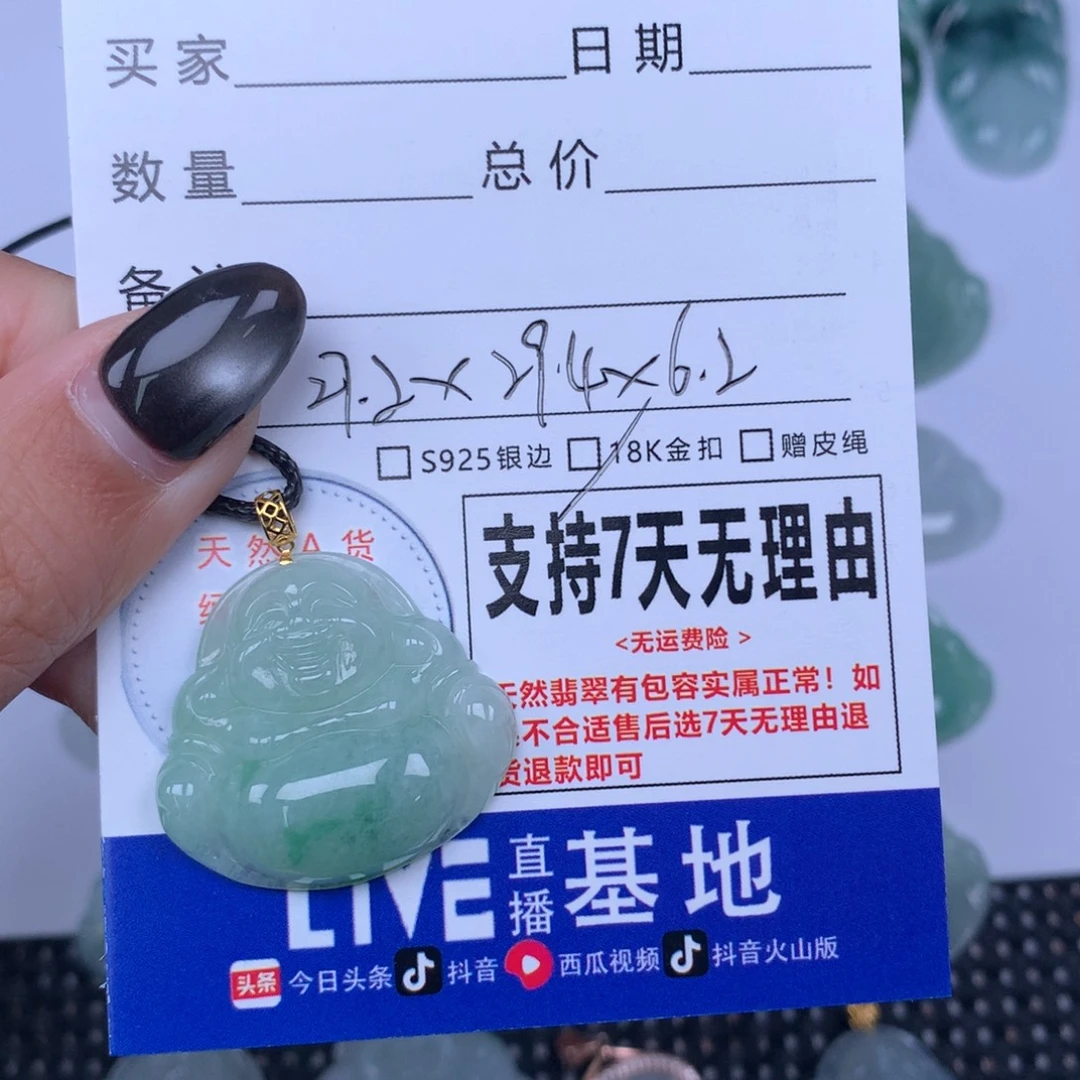 买家 日期
数量 总价
备
S925银边 18K金扣 赠皮绳
天然A货
支持7天无理由
<无运费险>
天然翡翠有包容实属正常！如
不合适售后选7天无理由退
货退款即可
LIVE 直播 基地
头条 今日头条 抖音 西瓜视频 抖音火山版